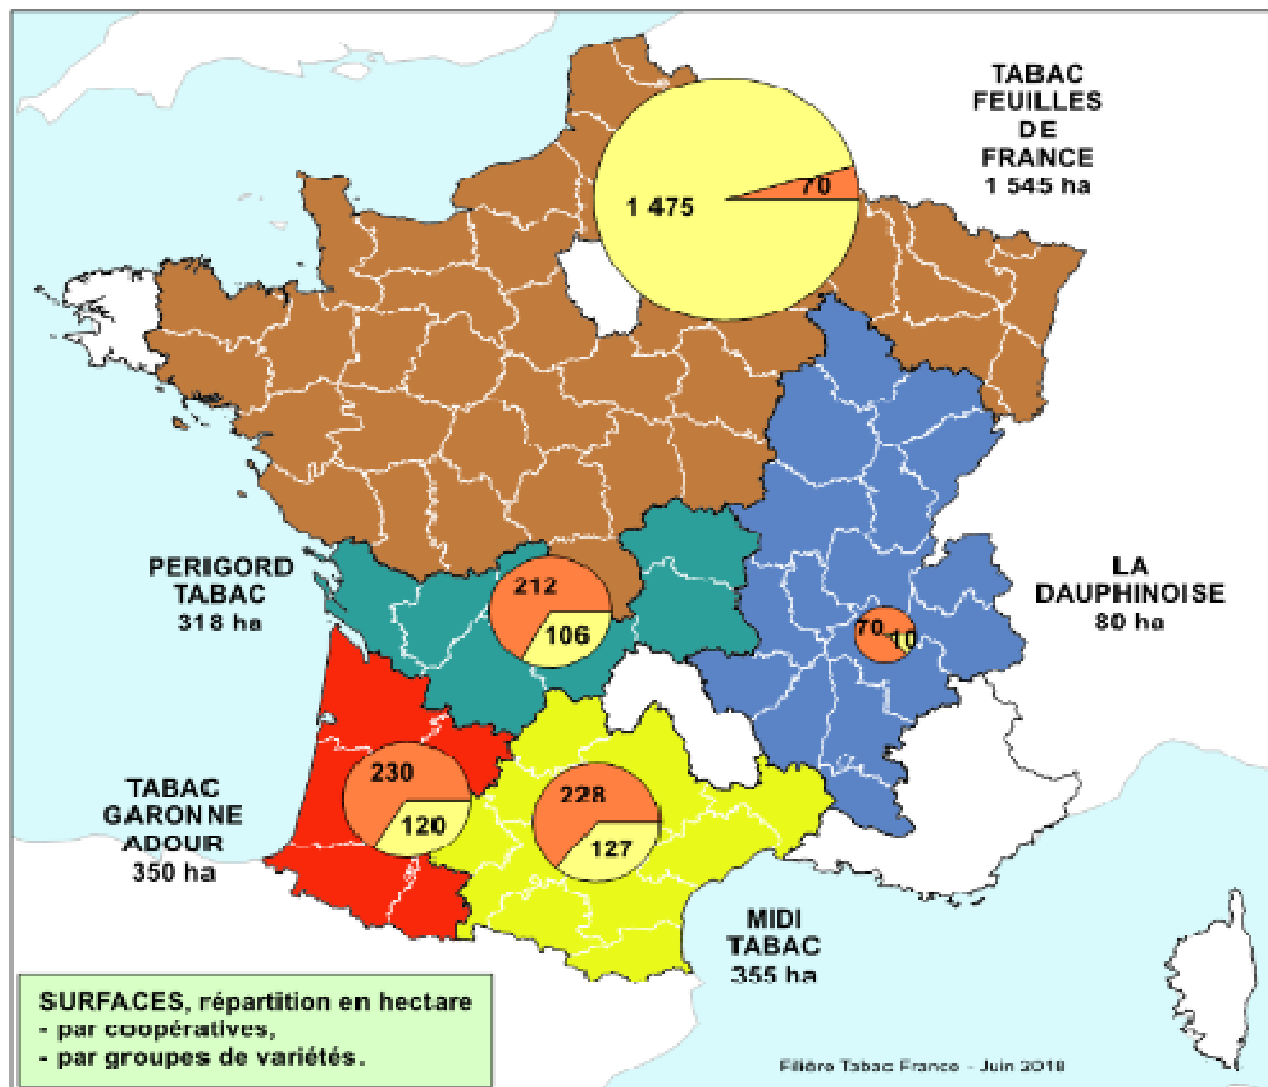 TABAC
FEUILLES
DE
FRANCE
1 545 ha
70
1 475
PERIGORD
TABAC
318 ha
212
106
LA
DAUPHINOISE
80 ha
70
10
TABAC
GARONNE
ADOUR
350 ha
230
120
228
127
MIDI
TABAC
355 ha
SURFACES, répartition en hectare
- par coopératives,
- par groupes de variétés.
Filière Tabac France - Juin 2018